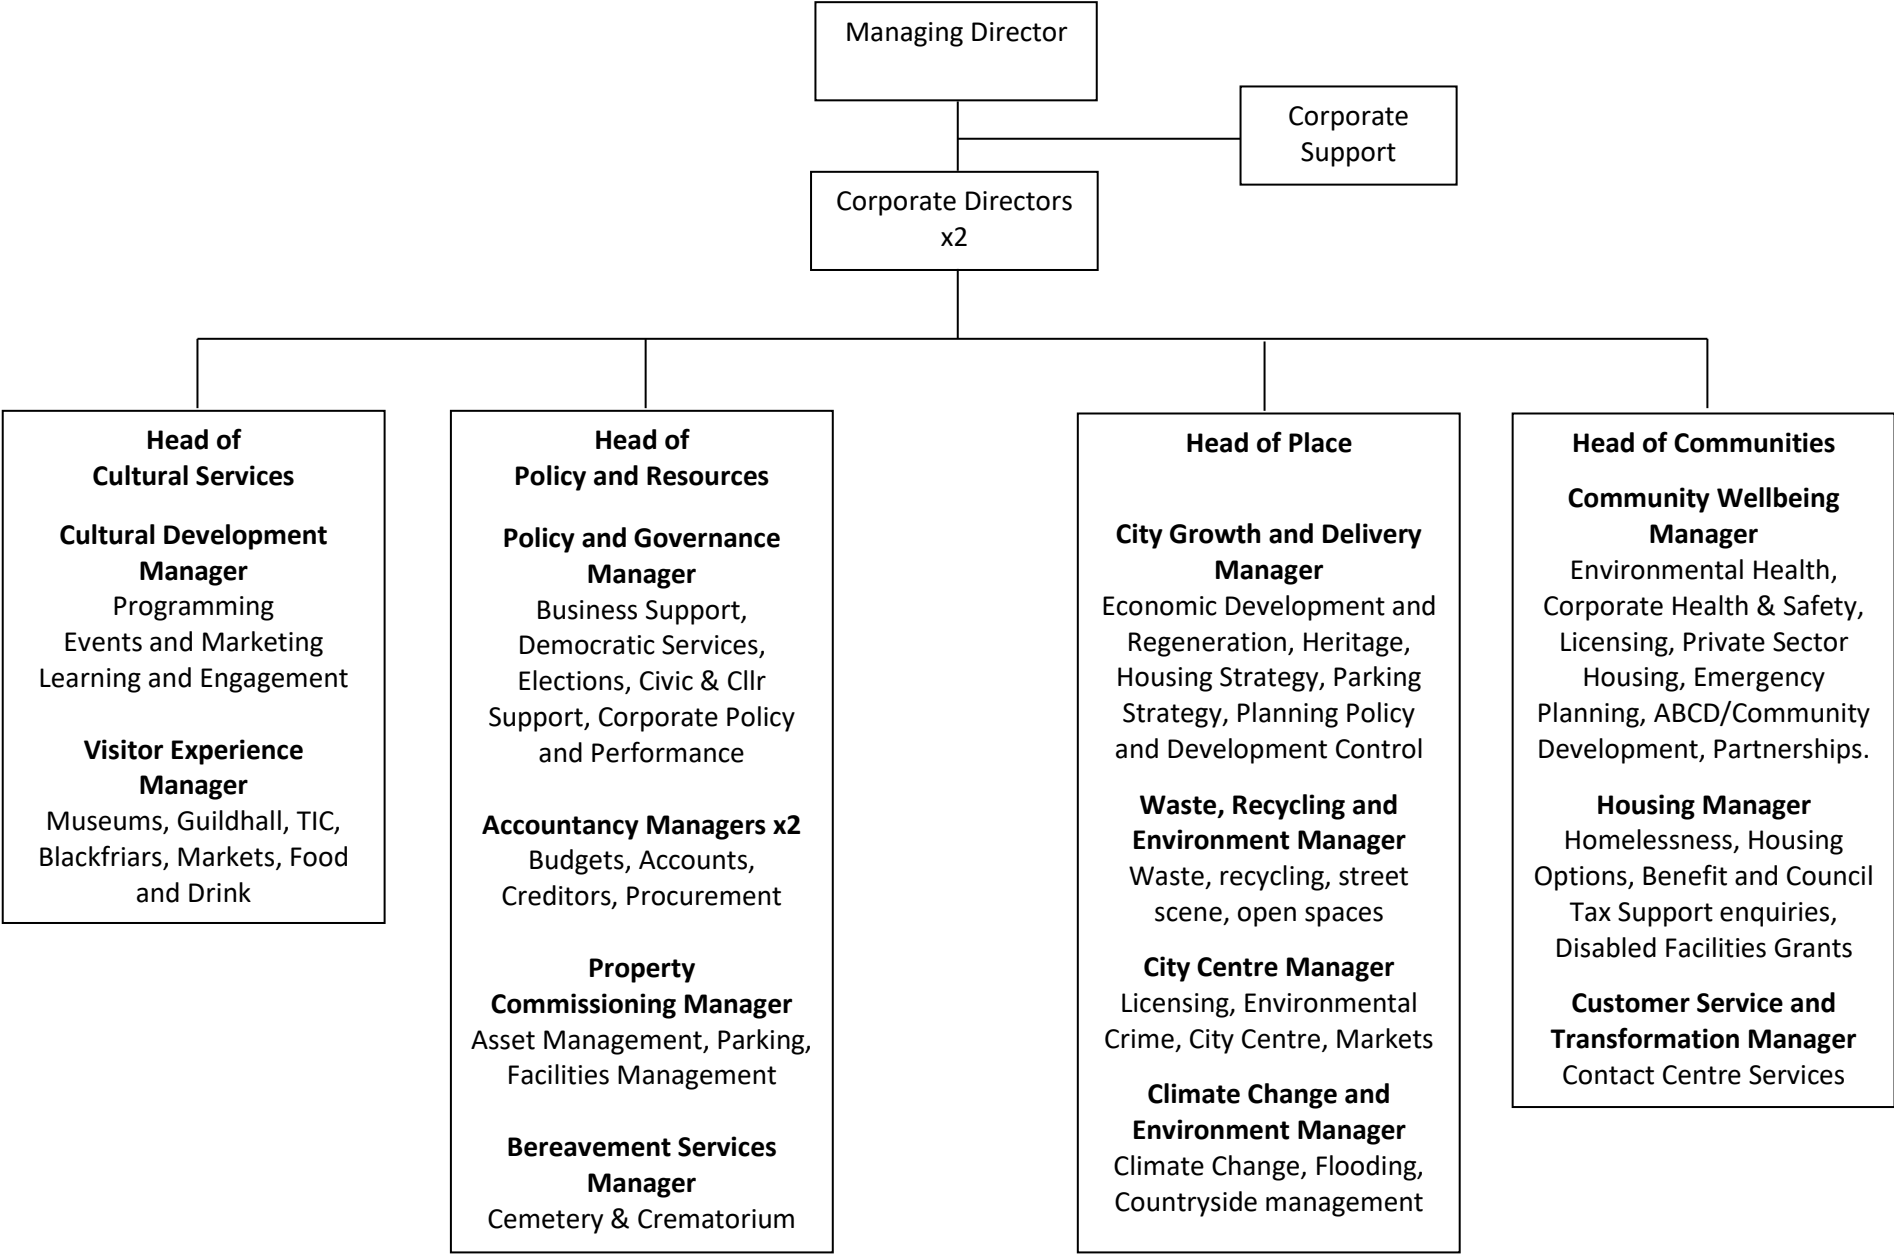 Managing Director
Corporate
Support
Corporate Directors
x2
Head of
Cultural Services
Cultural Development
Manager
Programming
Events and Marketing
Learning and Engagement
Visitor Experience
Manager
Museums, Guildhall, TIC,
Blackfriars, Markets, Food
and Drink
Head of
Policy and Resources
Policy and Governance
Manager
Business Support,
Democratic Services,
Elections, Civic & Cllr
Support, Corporate Policy
and Performance
Accountancy Managers x2
Budgets, Accounts,
Creditors, Procurement
Property
Commissioning Manager
Asset Management, Parking,
Facilities Management
Bereavement Services
Manager
Cemetery & Crematorium
Head of Place
City Growth and Delivery
Manager
Economic Development and
Regeneration, Heritage,
Housing Strategy, Parking
Strategy, Planning Policy
and Development Control
Waste, Recycling and
Environment Manager
Waste, recycling, street
scene, open spaces
City Centre Manager
Licensing, Environmental
Crime, City Centre, Markets
Climate Change and
Environment Manager
Climate Change, Flooding,
Countryside management
Head of Communities
Community Wellbeing
Manager
Environmental Health,
Corporate Health & Safety,
Licensing, Private Sector
Housing, Emergency
Planning, ABCD/Community
Development, Partnerships.
Housing Manager
Homelessness, Housing
Options, Benefit and Council
Tax Support enquiries,
Disabled Facilities Grants
Customer Service and
Transformation Manager
Contact Centre Services